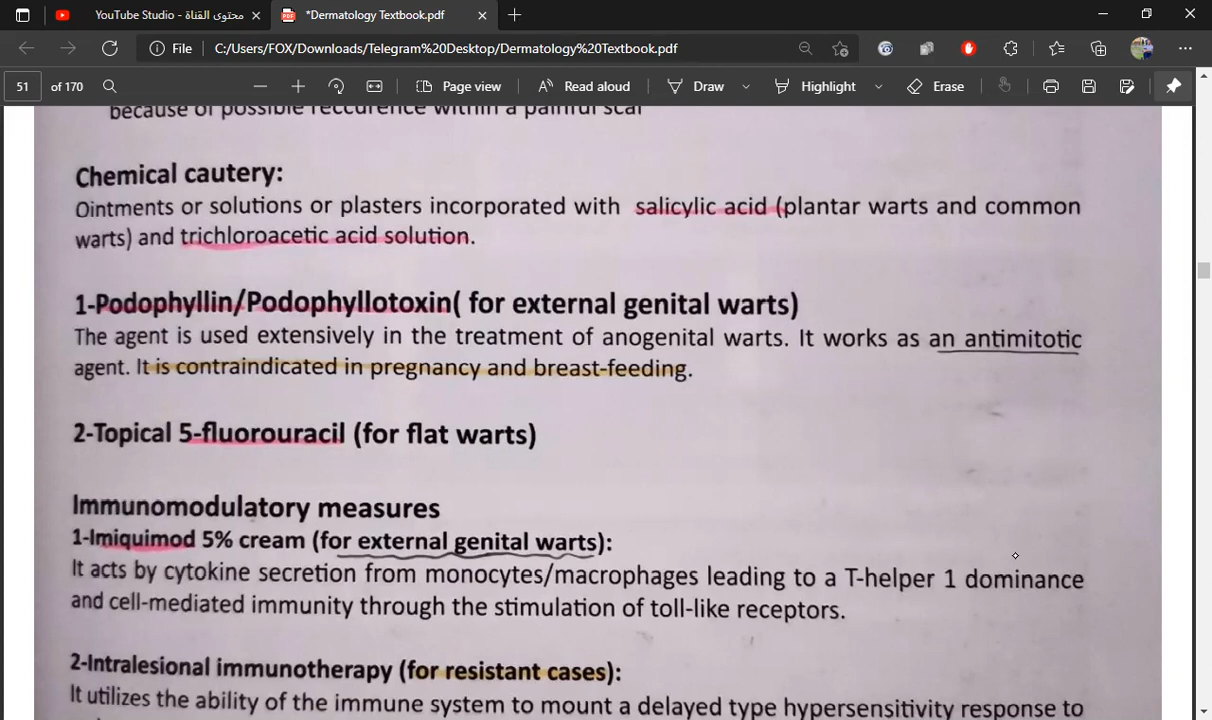 YouTube Studio - محتوى القناة
*Dermatology Textbook.pdf
File C:/Users/FOX/Downloads/Telegram%20Desktop/Dermatology%20Textbook.pdf
51 of 170 Page view Read aloud Draw Highlight Erase
because of possible reccurence within a painful scar
Chemical cautery:
Ointments or solutions or plasters incorporated with salicylic acid (plantar warts and common
warts) and trichloroacetic acid solution.
1-Podophyllin/Podophyllotoxin( for external genital warts)
The agent is used extensively in the treatment of anogenital warts. It works as an antimitotic
agent. It is contraindicated in pregnancy and breast-feeding.
2-Topical 5-fluorouracil (for flat warts)
Immunomodulatory measures
1-Imiquimod 5% cream (for external genital warts):
It acts by cytokine secretion from monocytes/macrophages leading to a T-helper 1 dominance
and cell-mediated immunity through the stimulation of toll-like receptors.
2-Intralesional immunotherapy (for resistant cases):
It utilizes the ability of the immune system to mount a delayed type hypersensitivity response to